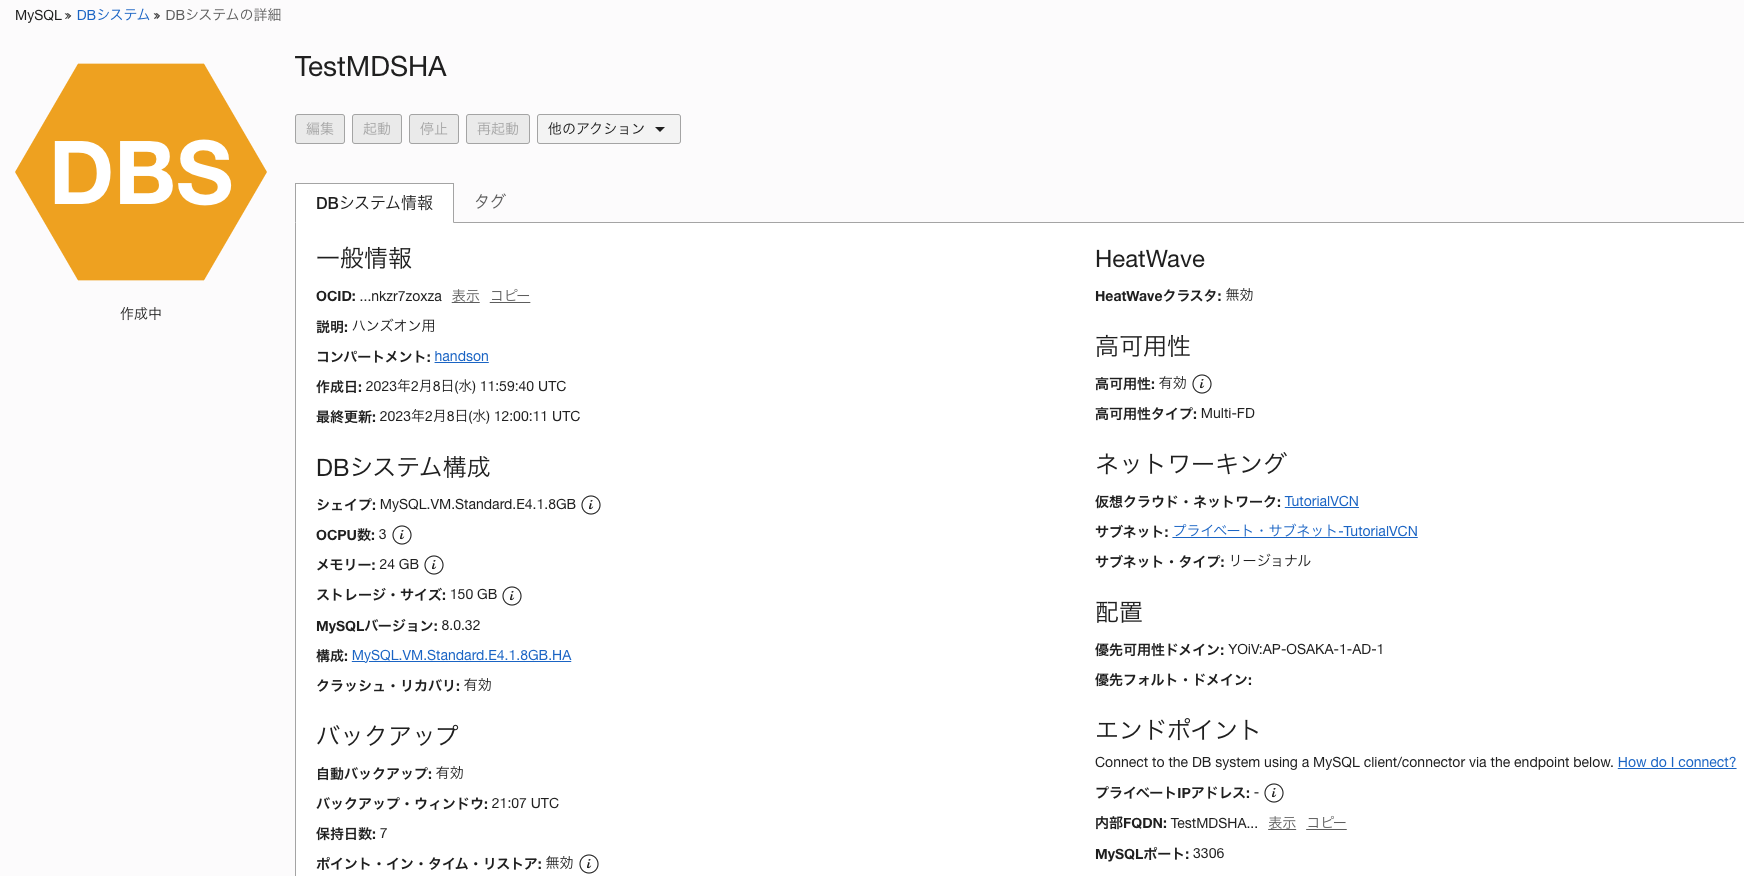 MySQL » DBシステム » DBシステムの詳細
DBS
作成中
TestMDSHA
編集 起動 停止 再起動 他のアクション
DBシステム情報 タグ
一般情報
OCID: ...nkzr7zoxza 表示 コピー
説明: ハンズオン用
コンパートメント: handson
作成日: 2023年2月8日(水) 11:59:40 UTC
最終更新: 2023年2月8日(水) 12:00:11 UTC
DBシステム構成
シェイプ: MySQL.VM.Standard.E4.1.8GB i
OCPU数: 3 i
メモリー: 24 GB i
ストレージ・サイズ: 150 GB i
MySQLバージョン: 8.0.32
構成: MySQL.VM.Standard.E4.1.8GB.HA
クラッシュ・リカバリ: 有効
バックアップ
自動バックアップ: 有効
バックアップ・ウィンドウ: 21:07 UTC
保持日数: 7
ポイント・イン・タイム・リストア: 無効 i
HeatWave
HeatWaveクラスタ: 無効
高可用性
高可用性: 有効 i
高可用性タイプ: Multi-FD
ネットワーキング
仮想クラウド・ネットワーク: TutorialVCN
サブネット: プライベート・サブネット-TutorialVCN
サブネット・タイプ: リージョナル
配置
優先可用性ドメイン: YOiV:AP-OSAKA-1-AD-1
優先フォルト・ドメイン:
エンドポイント
Connect to the DB system using a MySQL client/connector via the endpoint below. How do I connect?
プライベートIPアドレス: - i
内部FQDN: TestMDSHA... 表示 コピー
MySQLポート: 3306